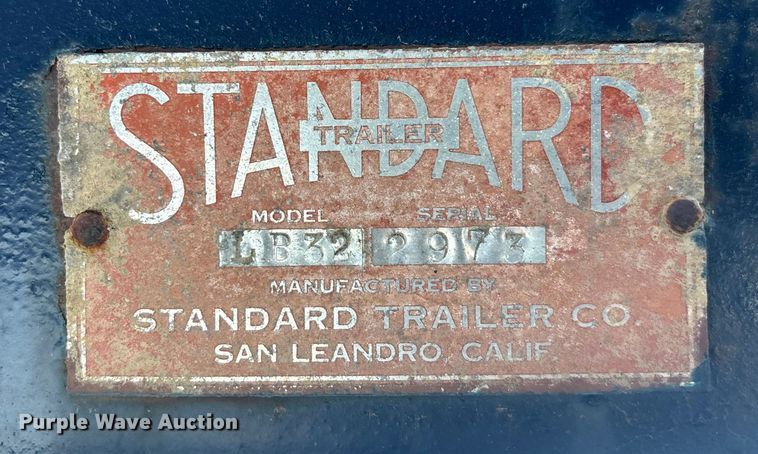 STANDARD
TRAILER
MODEL SERIAL
LB32 2973
MANUFACTURED BY
STANDARD TRAILER CO
SAN LEANDRO, CALIF.
Purple Wave Auction